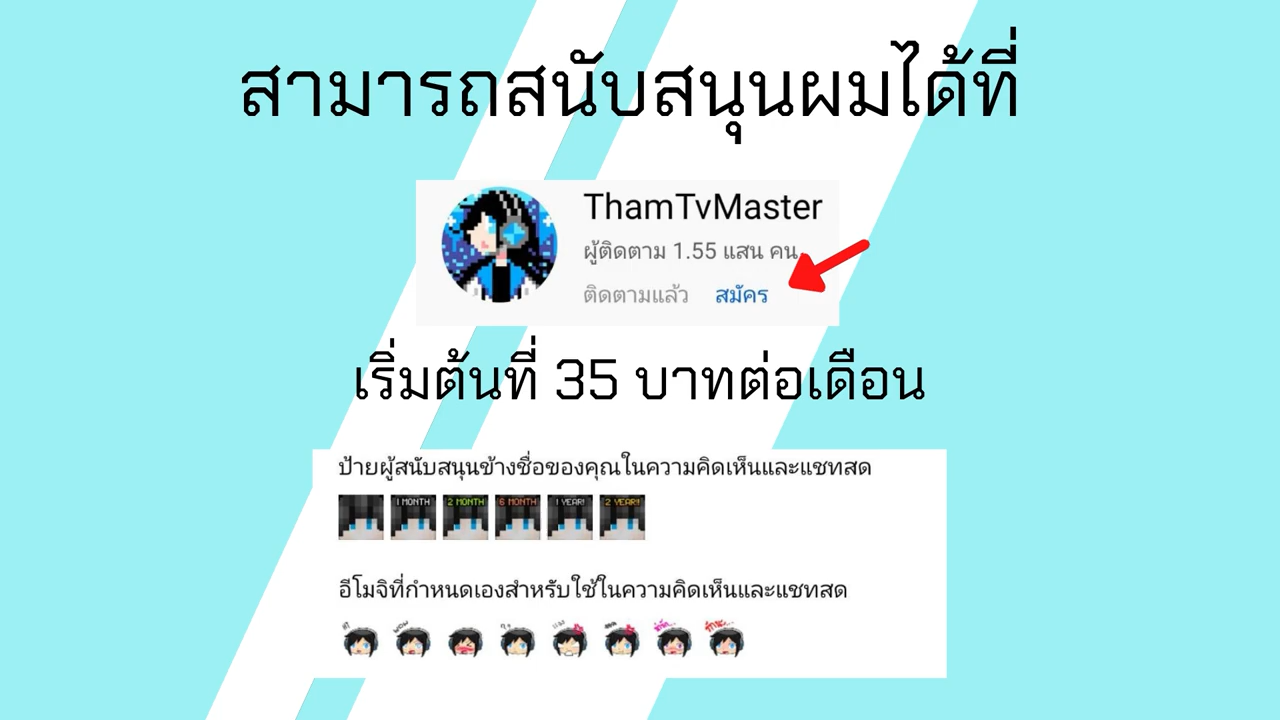 สามารถสนับสนุนผมได้ที่
ThamTvMaster
ผู้ติดตาม 1.55 แสน คน
ติดตามแล้ว สมัคร
เริ่มต้นที่ 35 บาทต่อเดือน
ป้ายผู้สนับสนุนข้างชื่อของคุณในความคิดเห็นและแชทสด
1 MONTH 2 MONTH 6 MONTH 1 YEAR! 2 YEAR!!
อีโมจิที่กำหนดเองสำหรับใช้ในความคิดเห็นและแชทสด